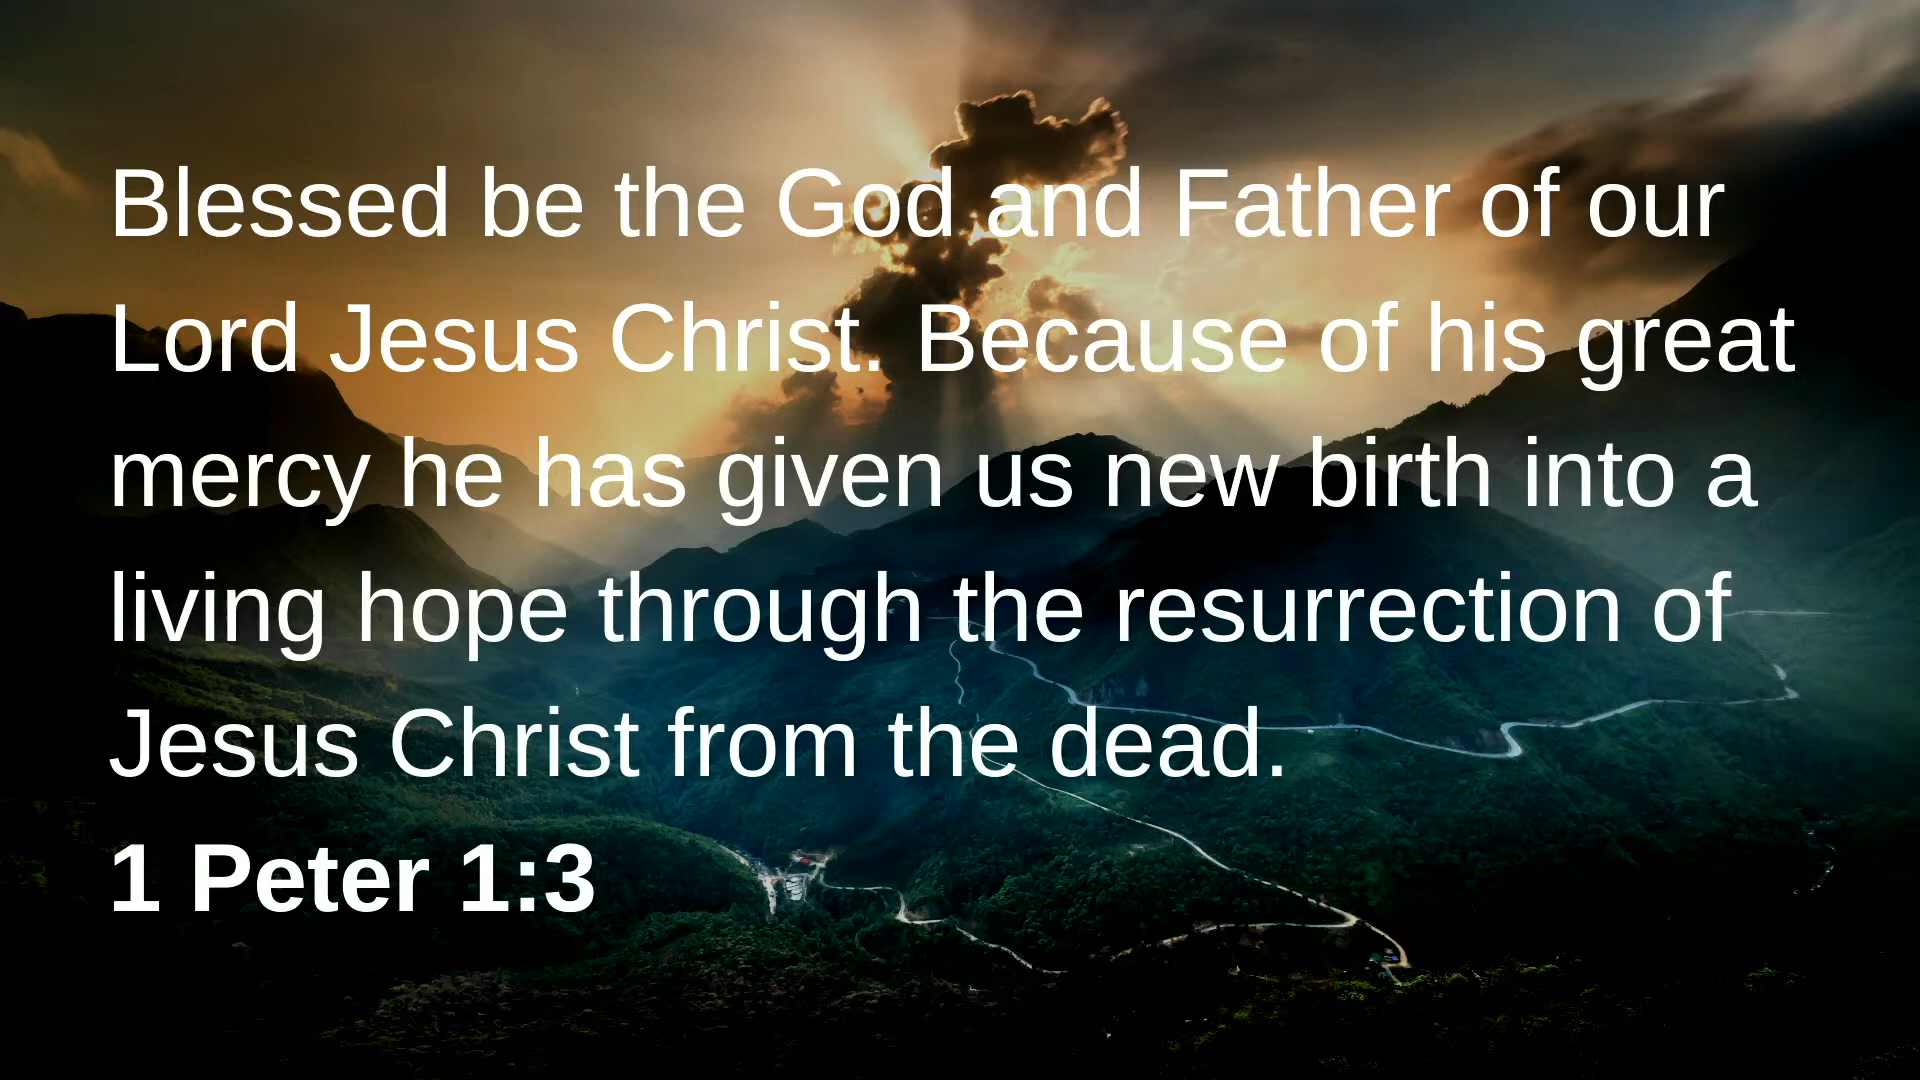 Blessed be the God and Father of our
Lord Jesus Christ. Because of his great
mercy he has given us new birth into a
living hope through the resurrection of
Jesus Christ from the dead.
1 Peter 1:3